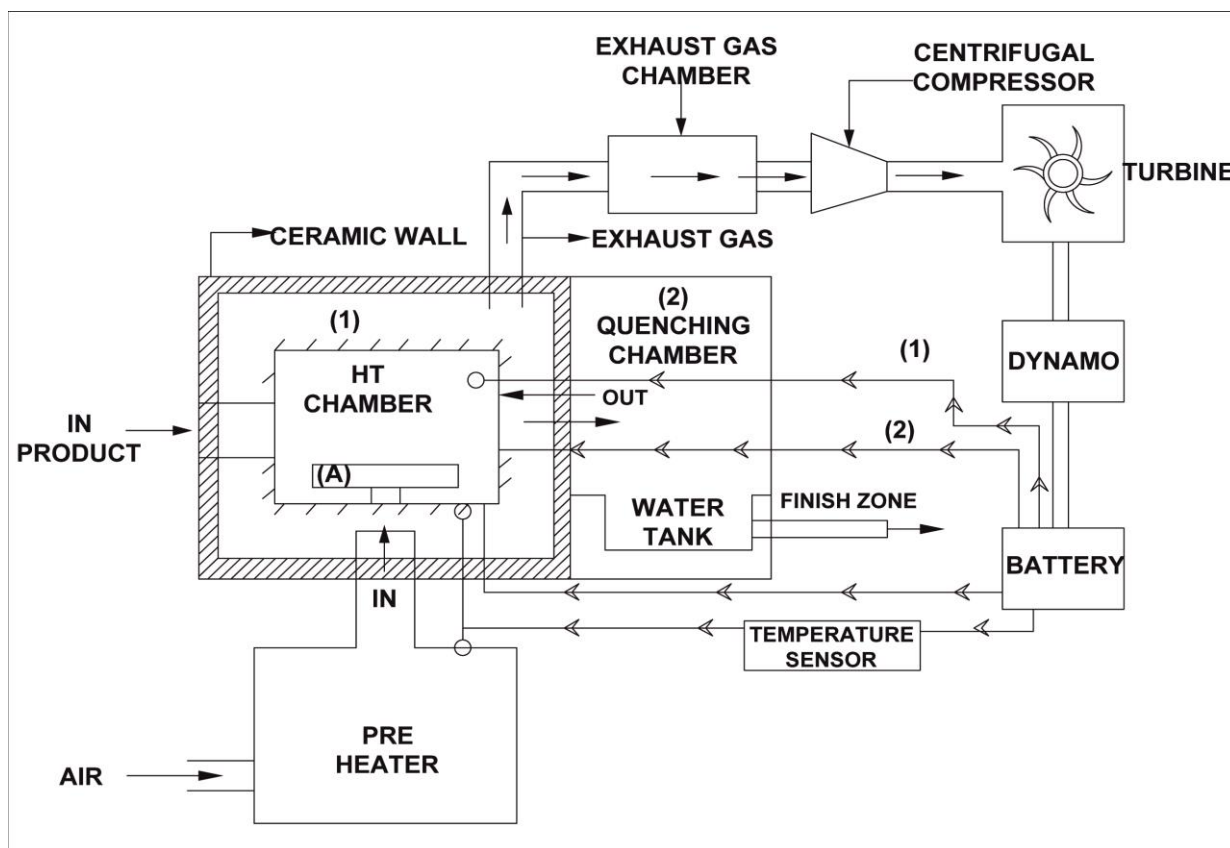 EXHAUST GAS
CHAMBER
CENTRIFUGAL
COMPRESSOR
TURBINE
CERAMIC WALL
EXHAUST GAS
(1)
(2)
QUENCHING
CHAMBER
HT
CHAMBER
(1)
DYNAMO
OUT
IN
PRODUCT
(2)
(A)
WATER
TANK
FINISH ZONE
BATTERY
IN
TEMPERATURE
SENSOR
PRE
HEATER
AIR